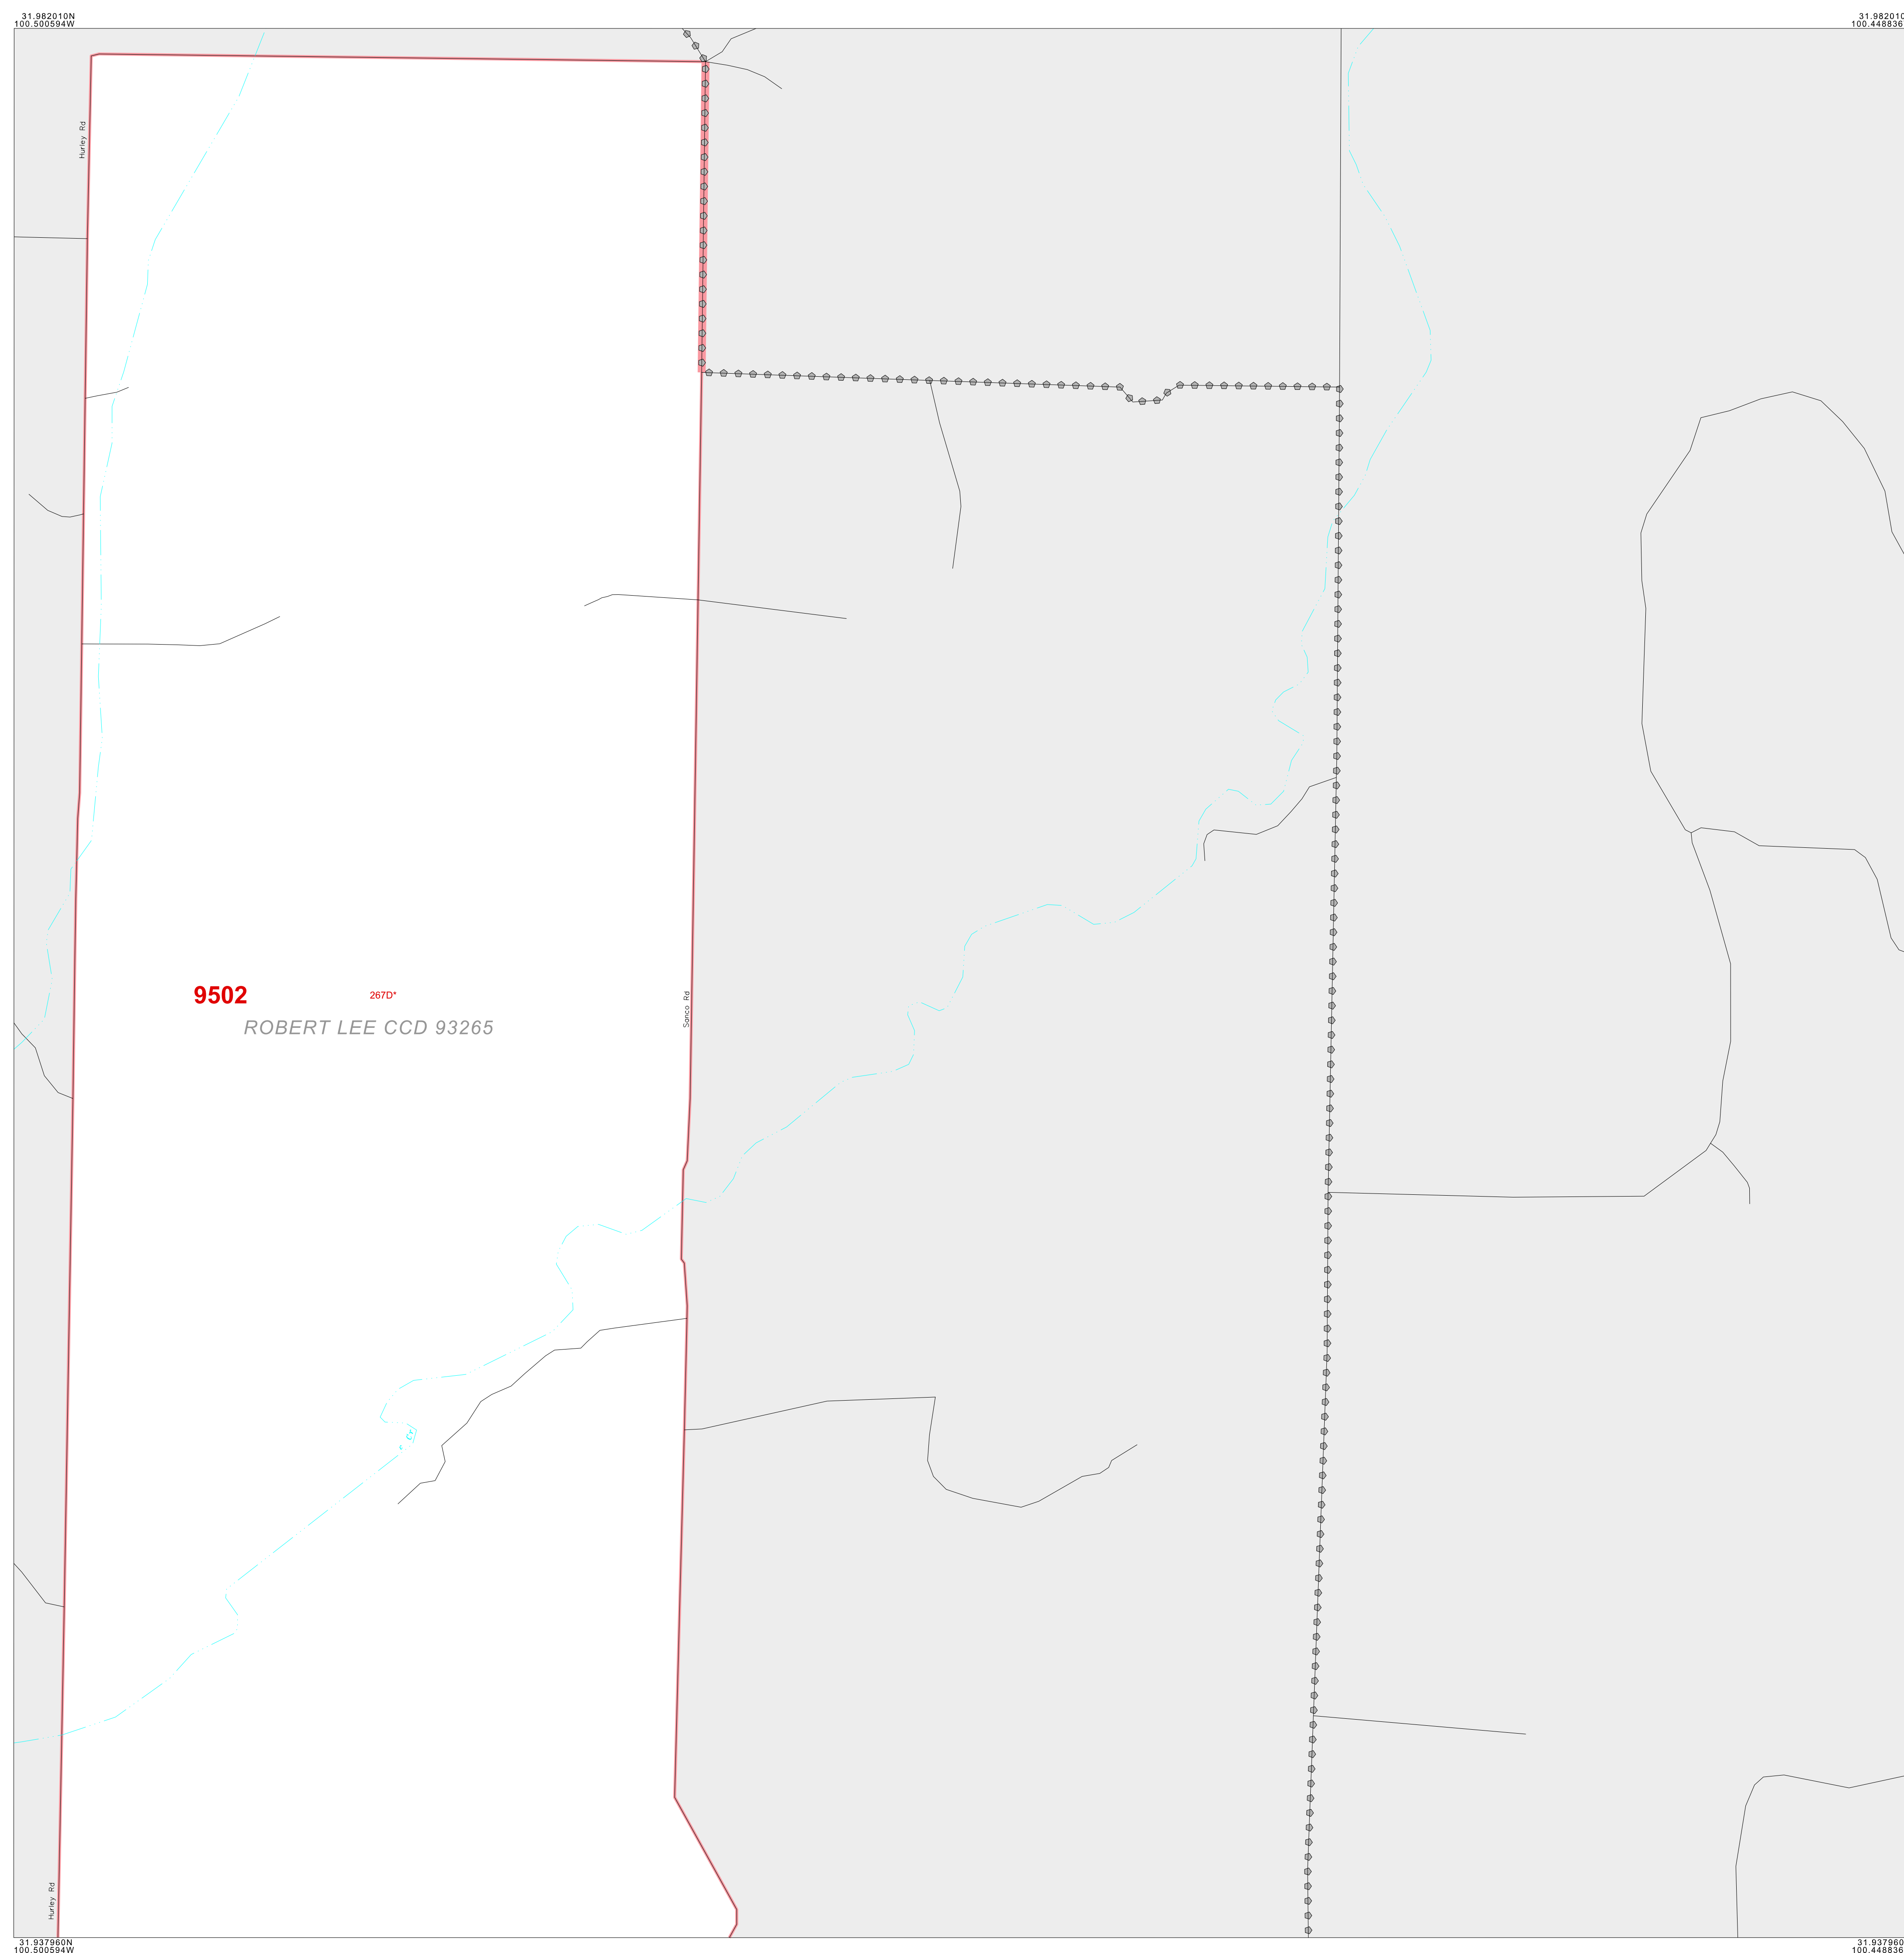 31.982010N
100.500594W
31.982010
100.448836
Hurley Rd
9502
267D*
ROBERT LEE CCD 93265
Sanco Rd
Hurley Rd
31.937960N
100.500594W
31.937960
100.448836